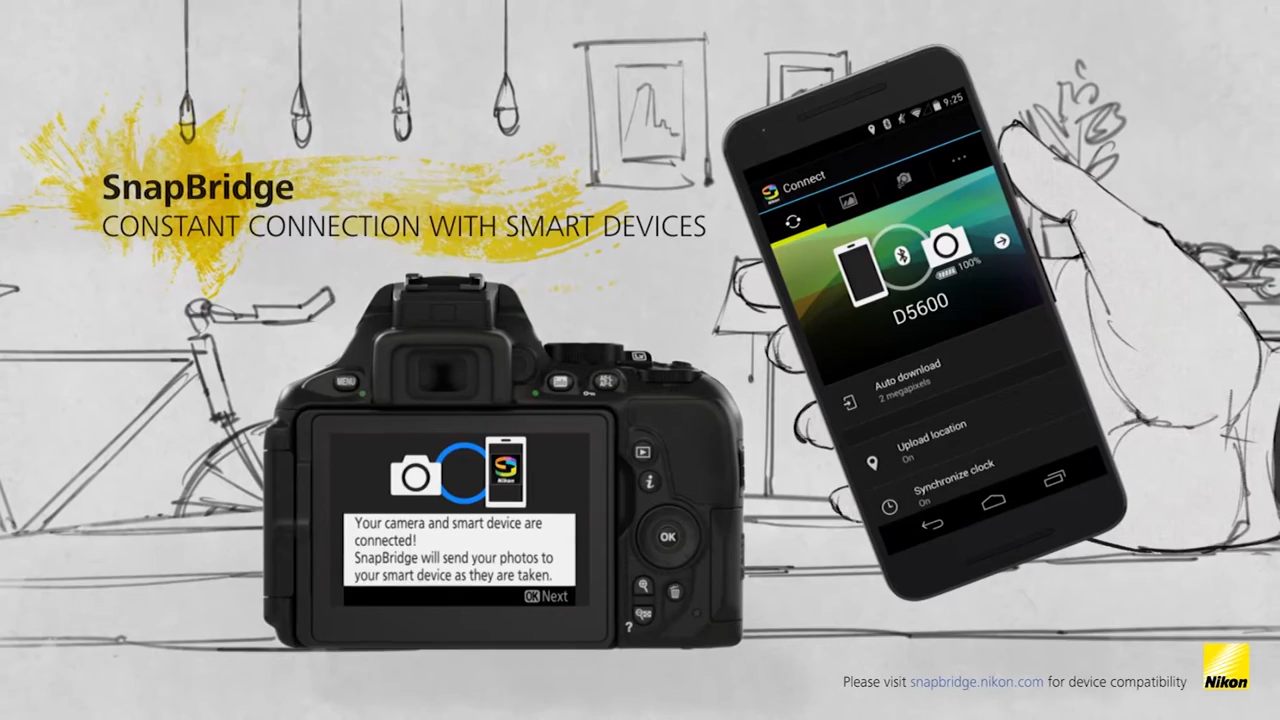 SnapBridge
CONSTANT CONNECTION WITH SMART DEVICES
9:25
Connect
Nikon
100%
D5600
Auto download
2 megapixels
Upload location
On
Synchronize clock
On
MENU
Lv
i
OK
?
Nikon
Your camera and smart device are
connected!
SnapBridge will send your photos to
your smart device as they are taken.
OK Next
Please visit snapbridge.nikon.com for device compatibility
Nikon